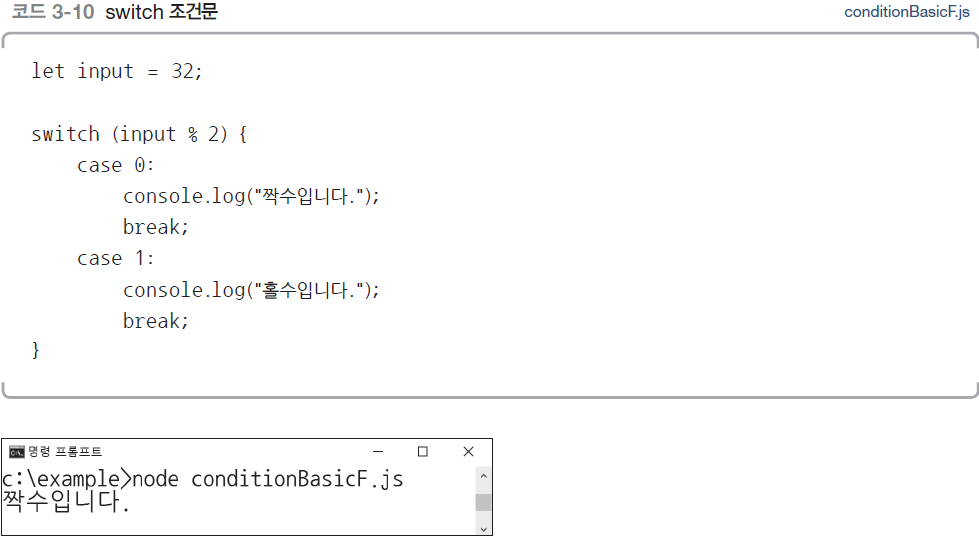 코드 3-10 switch 조건문
conditionBasicF.js
let input = 32;
switch (input % 2) {
case 0:
console.log("짝수입니다.");
break;
case 1:
console.log("홀수입니다.");
break;
}
명령 프롬프트
c:\example>node conditionBasicF.js
짝수입니다.